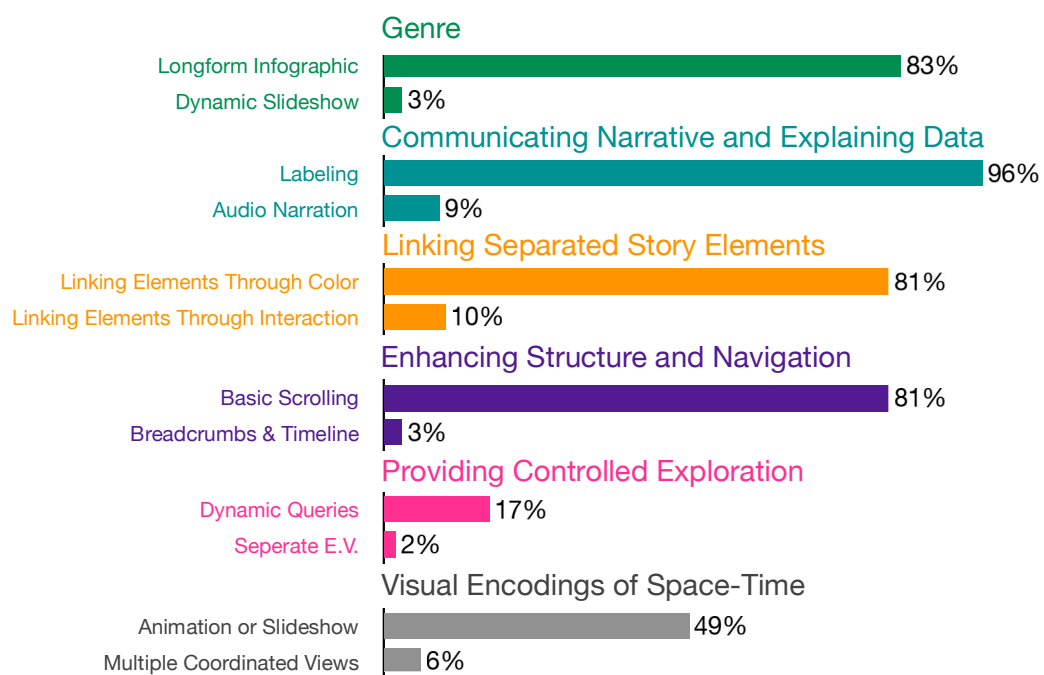 Genre
Longform Infographic 83%
Dynamic Slideshow 3%
Communicating Narrative and Explaining Data
Labeling 96%
Audio Narration 9%
Linking Separated Story Elements
Linking Elements Through Color 81%
Linking Elements Through Interaction 10%
Enhancing Structure and Navigation
Basic Scrolling 81%
Breadcrumbs & Timeline 3%
Providing Controlled Exploration
Dynamic Queries 17%
Seperate E.V. 2%
Visual Encodings of Space-Time
Animation or Slideshow 49%
Multiple Coordinated Views 6%